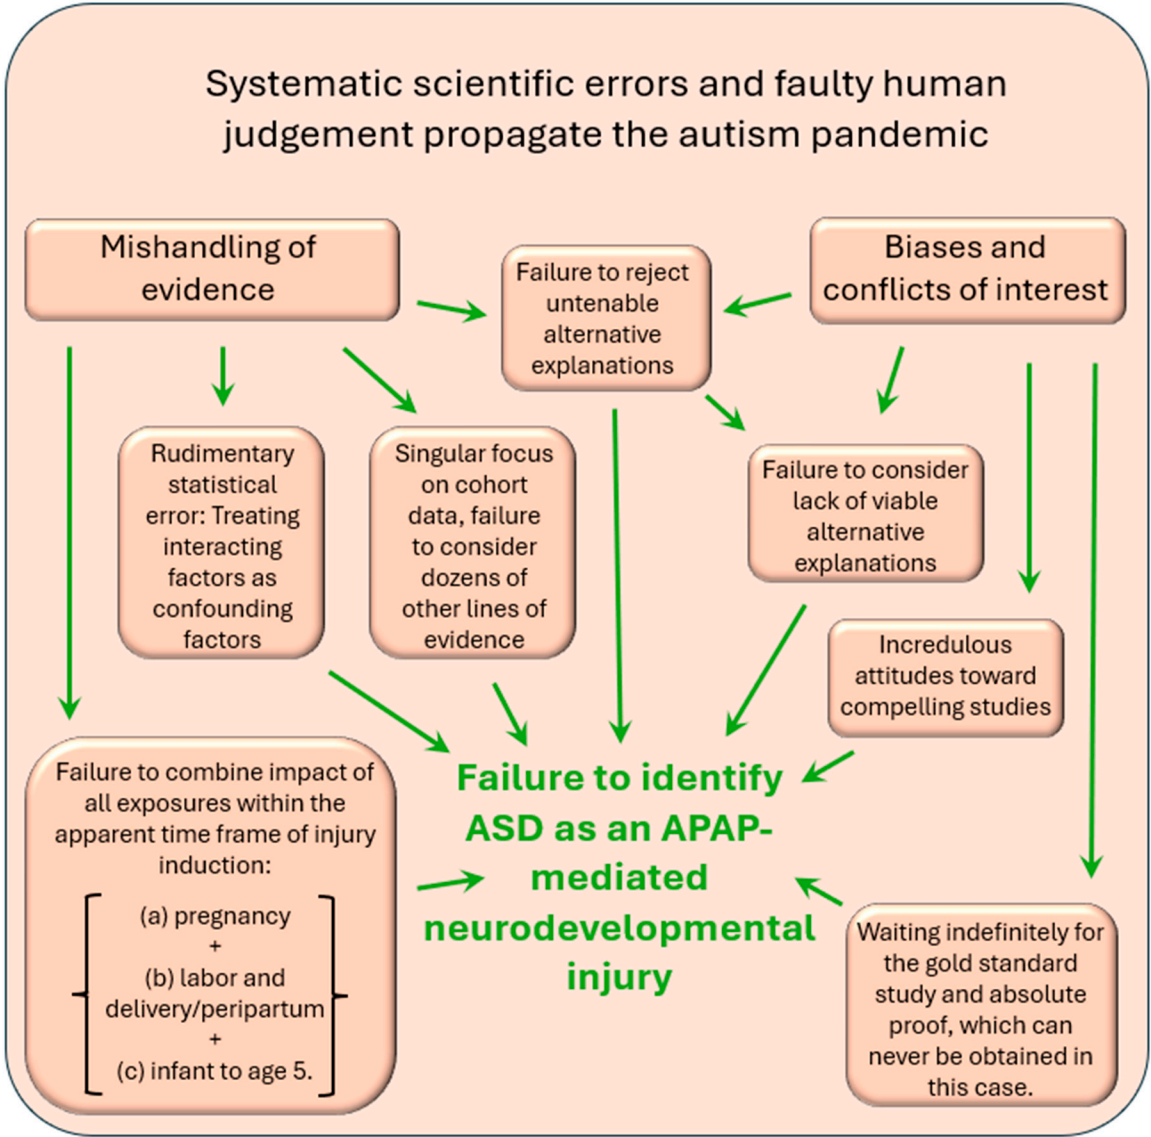 Systematic scientific errors and faulty human
judgement propagate the autism pandemic
Mishandling of
evidence
Failure to reject
untenable
alternative
explanations
Biases and
conflicts of interest
Rudimentary
statistical
error: Treating
interacting
factors as
confounding
factors
Singular focus
on cohort
data, failure
to consider
dozens of
other lines of
evidence
Failure to consider
lack of viable
alternative
explanations
Incredulous
attitudes toward
compelling studies
Failure to combine impact of
all exposures within the
apparent time frame of injury
induction:
(a) pregnancy
+
(b) labor and
delivery/peripartum
+
(c) infant to age 5.
Failure to identify
ASD as an APAP-
mediated
neurodevelopmental
injury
Waiting indefinitely for
the gold standard
study and absolute
proof, which can
never be obtained in
this case.